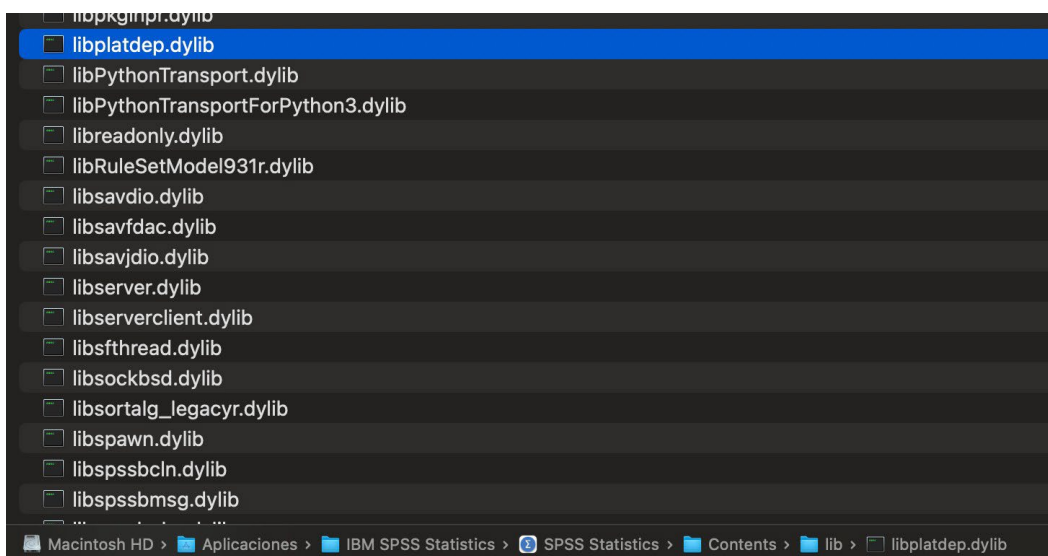 libpkginpr.dylib
libplatdep.dylib
libPythonTransport.dylib
libPythonTransportForPython3.dylib
libreadonly.dylib
libRuleSetModel931r.dylib
libsavdio.dylib
libsavfdac.dylib
libsavjdio.dylib
libserver.dylib
libserverclient.dylib
libsfthread.dylib
libsockbsd.dylib
libsortalg_legacyr.dylib
libspawn.dylib
libspssbcln.dylib
libspssbmsg.dylib
Macintosh HD › Aplicaciones › IBM SPSS Statistics › SPSS Statistics › Contents › lib › libplatdep.dylib